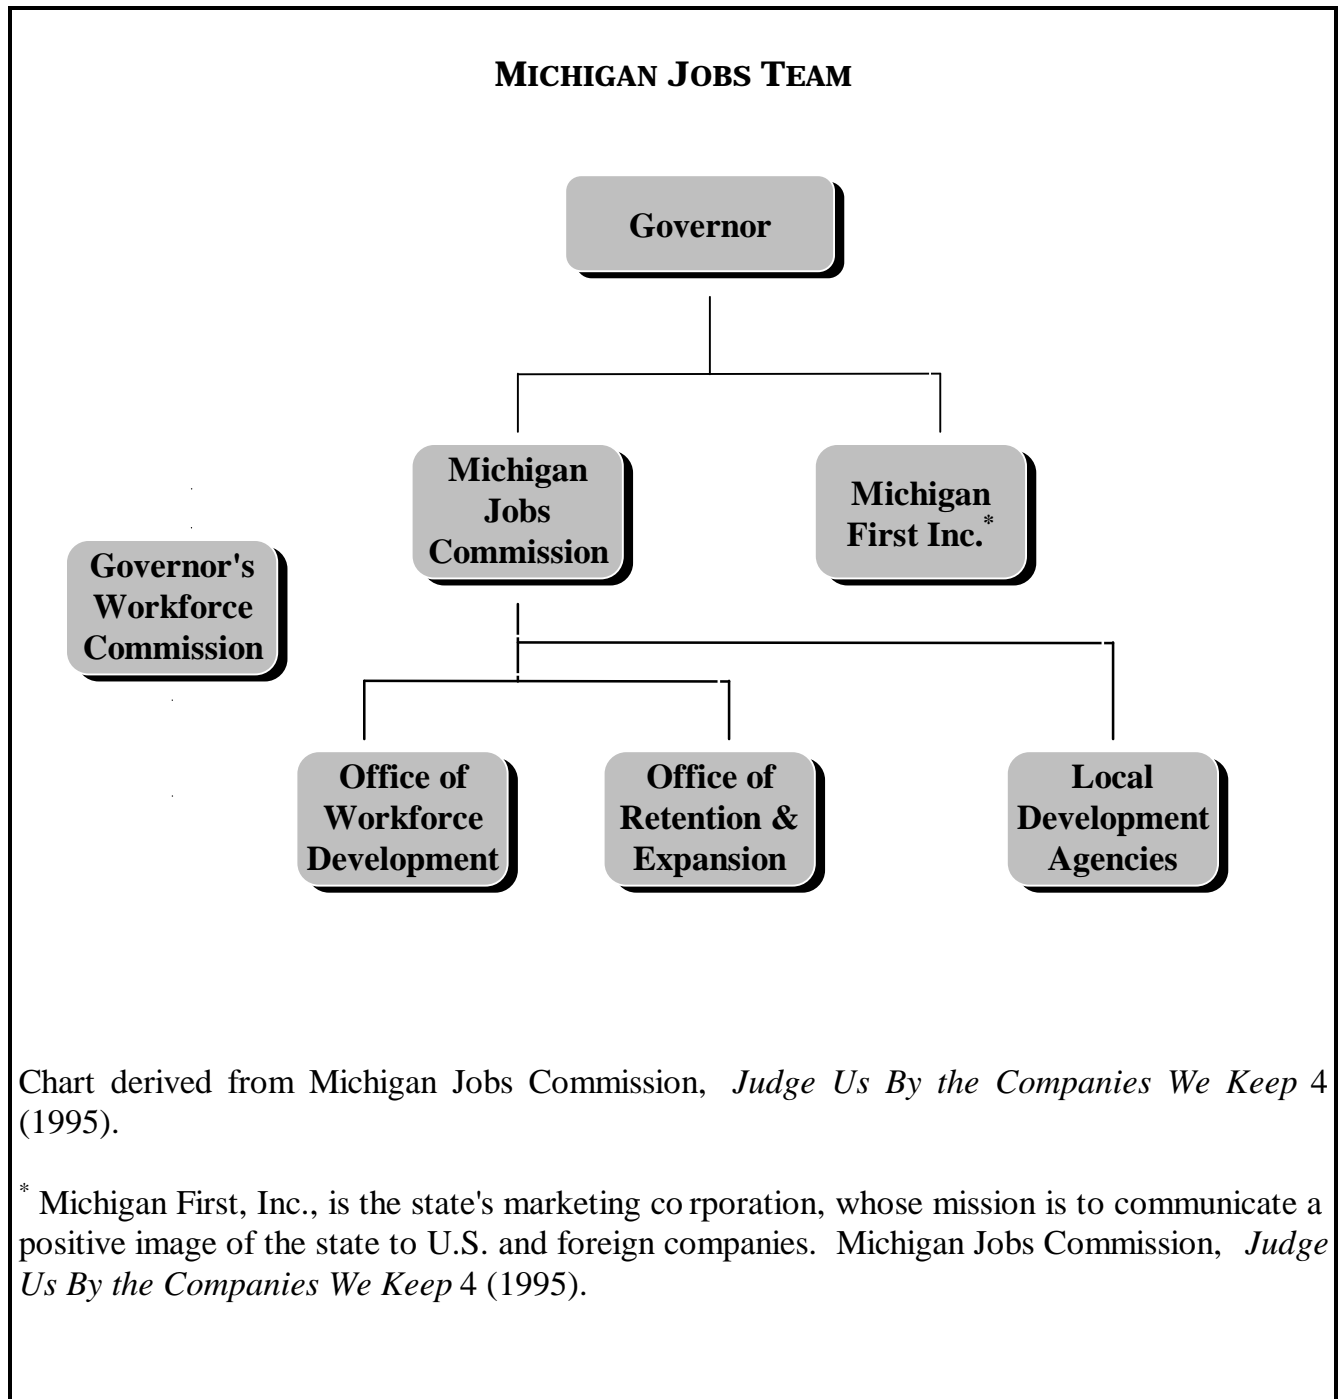 MICHIGAN JOBS TEAM
Governor
Michigan
Jobs
Commission
Michigan
First Inc.*
Governor's
Workforce
Commission
Office of
Workforce
Development
Office of
Retention &
Expansion
Local
Development
Agencies
Chart derived from Michigan Jobs Commission, Judge Us By the Companies We Keep 4
(1995).
* Michigan First, Inc., is the state's marketing co rporation, whose mission is to communicate a
positive image of the state to U.S. and foreign companies. Michigan Jobs Commission, Judge
Us By the Companies We Keep 4 (1995).